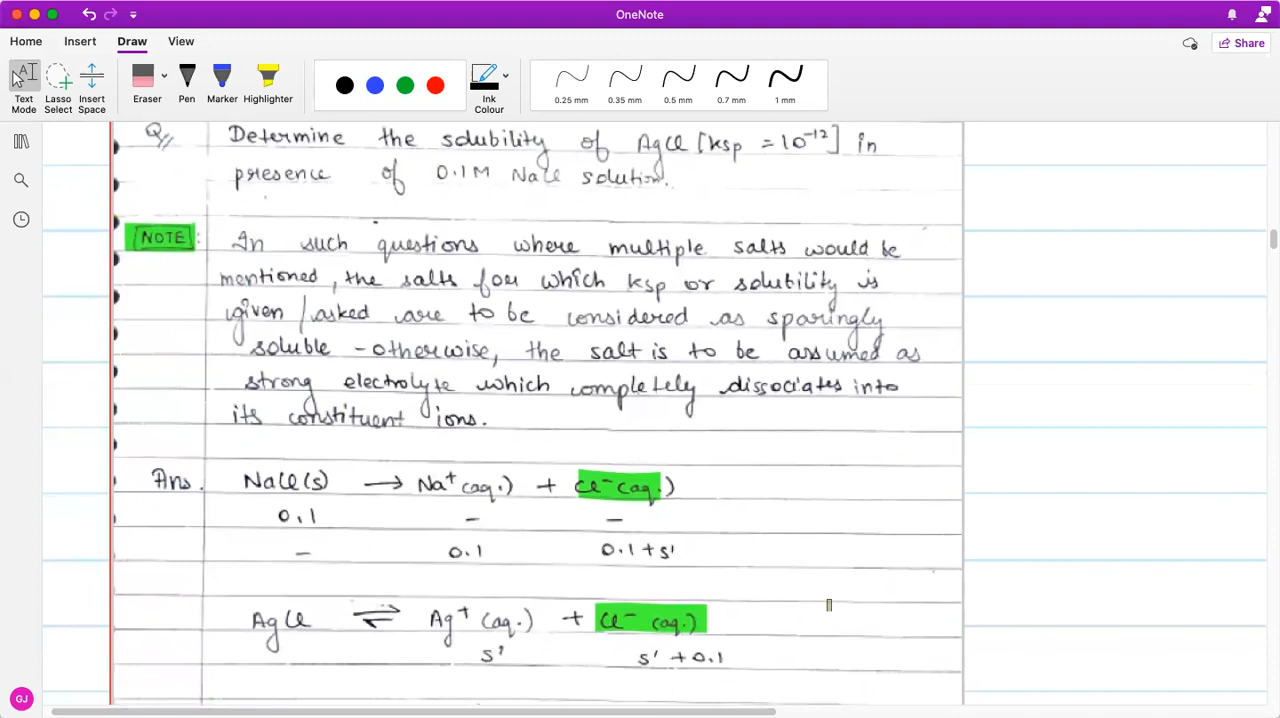 OneNote
Home Insert Draw View
Share
Text Mode
Lasso Select
Insert Space
Eraser
Pen
Marker
Highlighter
Ink Colour
0.25 mm
0.35 mm
0.5 mm
0.7 mm
1 mm
Q// Determine the solubility of AgCl [ksp = 10⁻¹²] in
presence of 0.1M NaCl solution.
NOTE : In such questions where multiple salts would be
mentioned, the salts for which ksp or solubility is
given / asked are to be considered as sparingly
soluble - otherwise, the salt is to be assumed as
strong electrolyte which completely dissociates into
its constituent ions.
Ans. NaCl(s) → Na⁺ (aq.) + Cl⁻ (aq.)
0.1 - -
- 0.1 0.1 + s'
AgCl ⇌ Ag⁺ (aq.) + Cl⁻ (aq.)
s' s' + 0.1
GJ